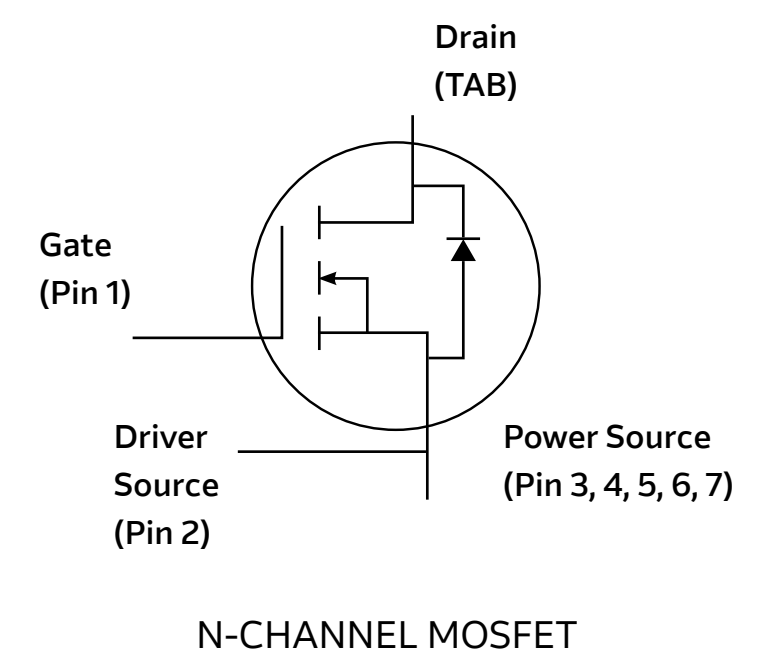 Drain
(TAB)
Gate
(Pin 1)
Driver
Source
(Pin 2)
Power Source
(Pin 3, 4, 5, 6, 7)
N-CHANNEL MOSFET